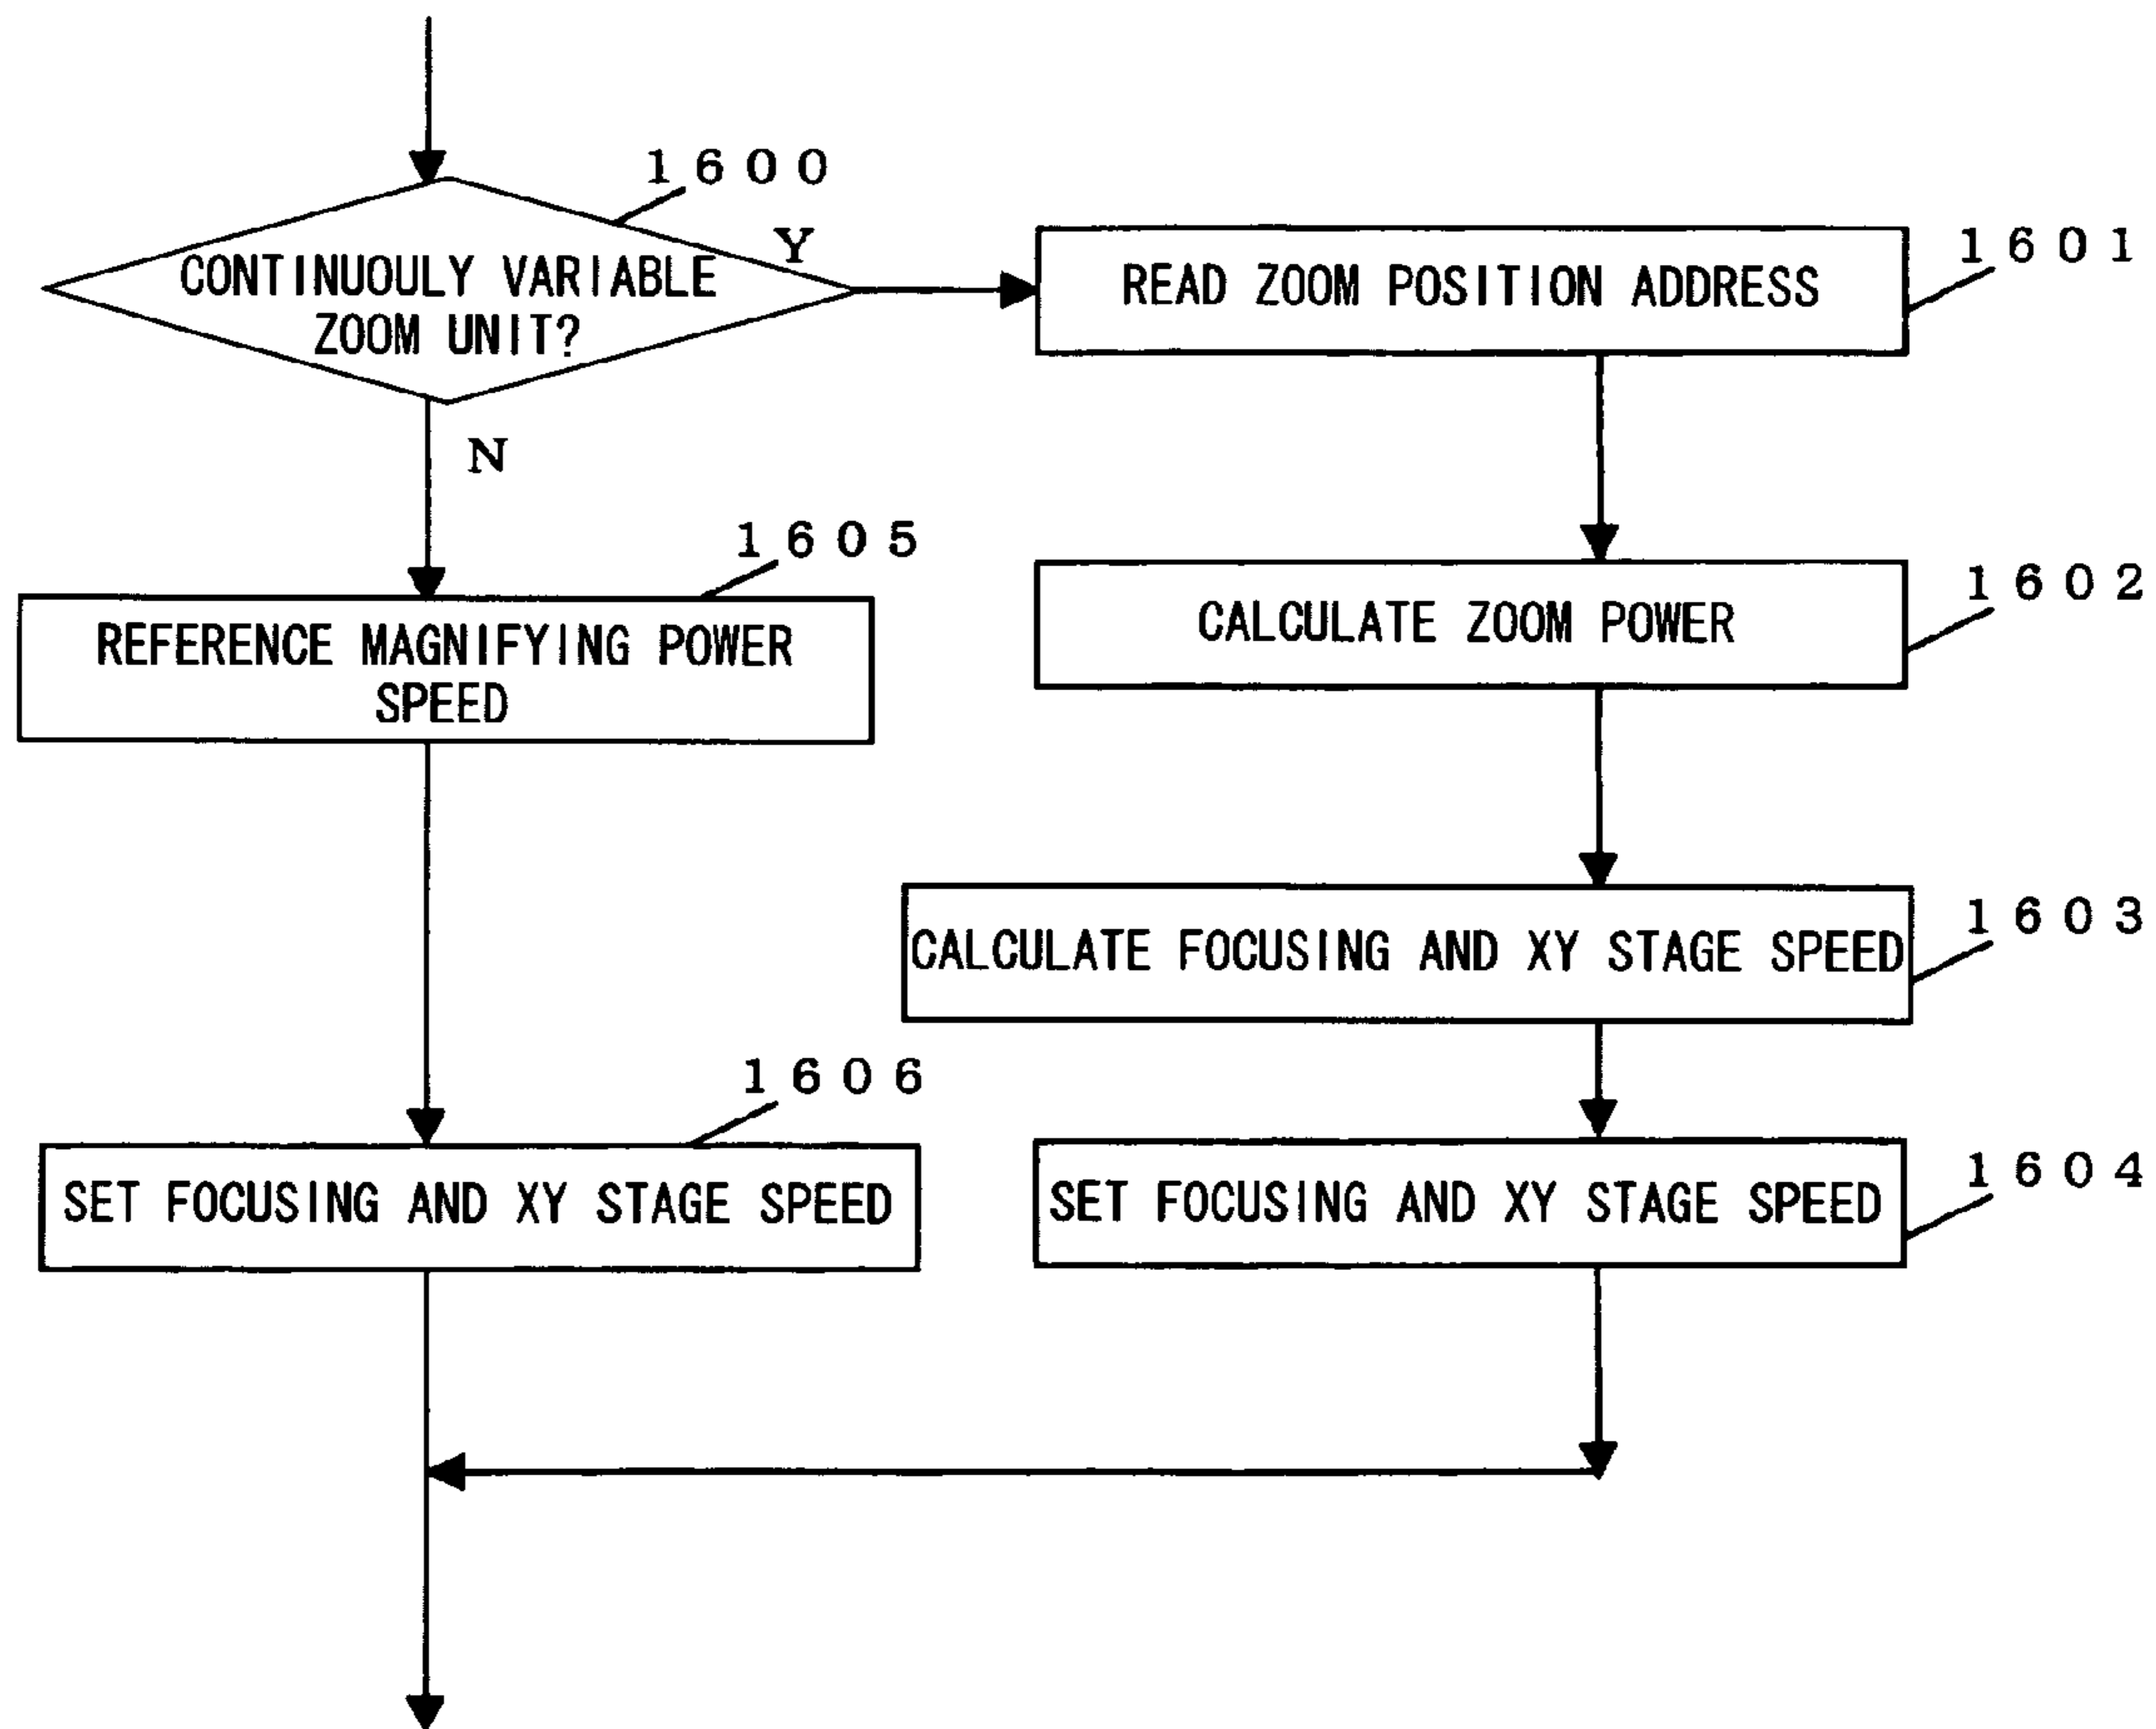 1600
Y
CONTINUOULY VARIABLE
ZOOM UNIT?
N
READ ZOOM POSITION ADDRESS
1601
CALCULATE ZOOM POWER
1602
1605
REFERENCE MAGNIFYING POWER
SPEED
CALCULATE FOCUSING AND XY STAGE SPEED
1603
1606
SET FOCUSING AND XY STAGE SPEED
SET FOCUSING AND XY STAGE SPEED
1604